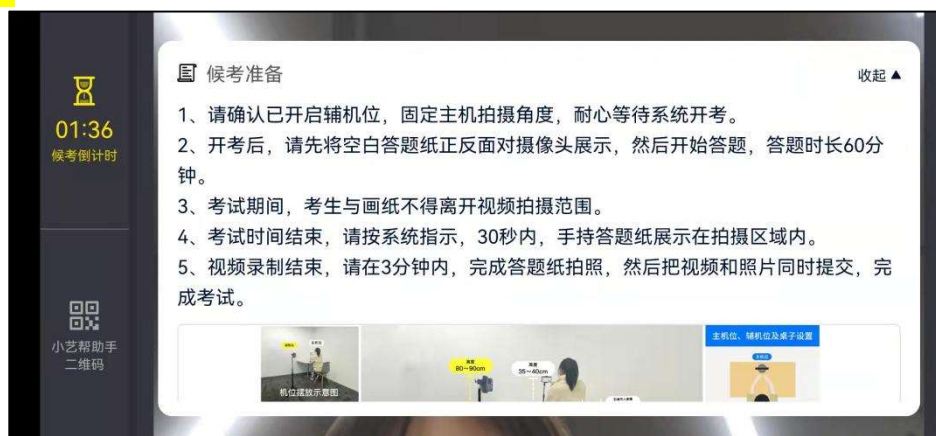 候考准备
收起▲
01:36
候考倒计时
1、请确认已开启辅机位，固定主机拍摄角度，耐心等待系统开考。
2、开考后，请先将空白答题纸正反面对摄像头展示，然后开始答题，答题时长60分
钟。
3、考试期间，考生与画纸不得离开视频拍摄范围。
4、考试时间结束，请按系统指示，30秒内，手持答题纸展示在拍摄区域内。
5、视频录制结束，请在3分钟内，完成答题纸拍照，然后把视频和照片同时提交，完
成考试。
小艺帮助手
二维码
机位摆放示意图
高度
80~90cm
高度
35~40cm
主机位、辅机位及桌子设置